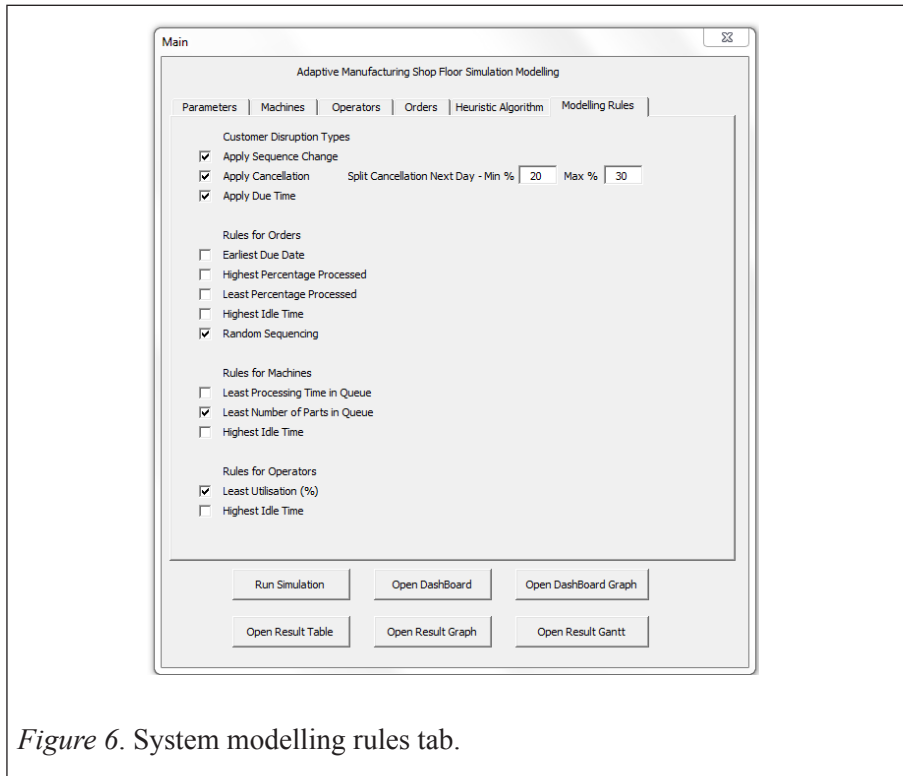 Main
Adaptive Manufacturing Shop Floor Simulation Modelling
Parameters Machines Operators Orders Heuristic Algorithm Modelling Rules
Customer Disruption Types
Apply Sequence Change
Apply Cancellation Split Cancellation Next Day - Min % 20 Max % 30
Apply Due Time
Rules for Orders
Earliest Due Date
Highest Percentage Processed
Least Percentage Processed
Highest Idle Time
Random Sequencing
Rules for Machines
Least Processing Time in Queue
Least Number of Parts in Queue
Highest Idle Time
Rules for Operators
Least Utilisation (%)
Highest Idle Time
Run Simulation Open DashBoard Open DashBoard Graph
Open Result Table Open Result Graph Open Result Gantt
Figure 6. System modelling rules tab.